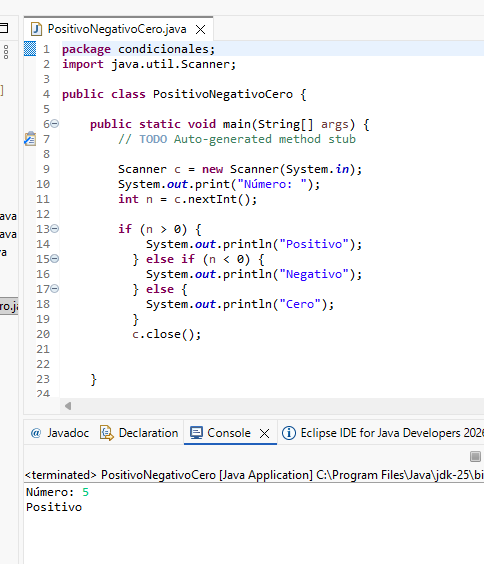 PositivoNegativoCero.java
1 package condicionales;
2 import java.util.Scanner;
3
4 public class PositivoNegativoCero {
5
6 public static void main(String[] args) {
7 // TODO Auto-generated method stub
8
9 Scanner c = new Scanner(System.in);
10 System.out.print("Número: ");
11 int n = c.nextInt();
12
13 if (n > 0) {
14 System.out.println("Positivo");
15 } else if (n < 0) {
16 System.out.println("Negativo");
17 } else {
18 System.out.println("Cero");
19 }
20 c.close();
21
22
23 }
24
]
ava
ava
va
ro.ja
@ Javadoc Declaration Console Eclipse IDE for Java Developers 2026
<terminated> PositivoNegativoCero [Java Application] C:\Program Files\Java\jdk-25\bi
Número: 5
Positivo